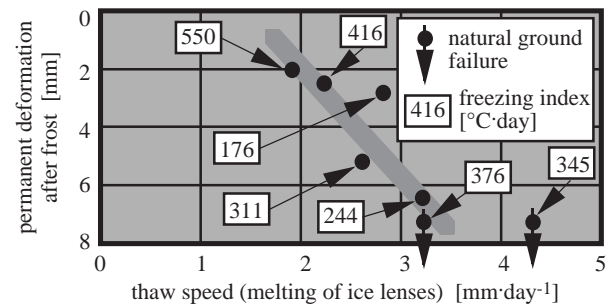 permanent deformation
after frost [mm]
0
2
4
6
8
550
416
176
311
244
376
345
natural ground
failure
416
freezing index
[°C·day]
0 1 2 3 4 5
thaw speed (melting of ice lenses) [mm·day-1]